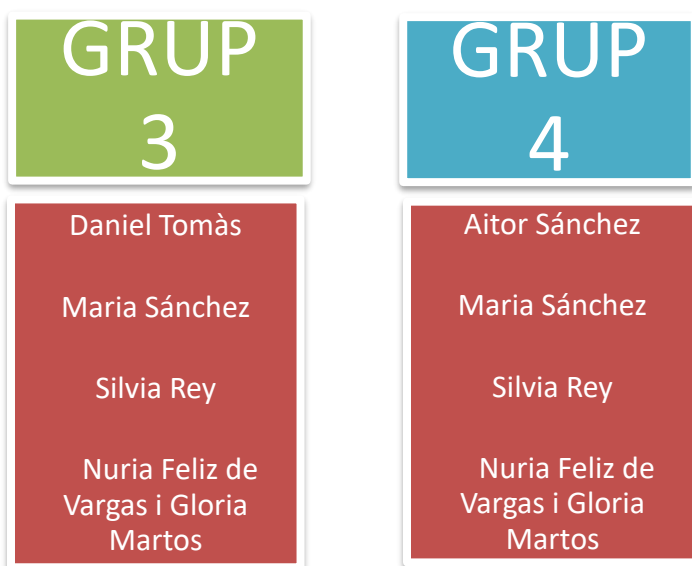 GRUP
3
Daniel Tomàs
Maria Sánchez
Silvia Rey
Nuria Feliz de
Vargas i Gloria
Martos
GRUP
4
Aitor Sánchez
Maria Sánchez
Silvia Rey
Nuria Feliz de
Vargas i Gloria
Martos